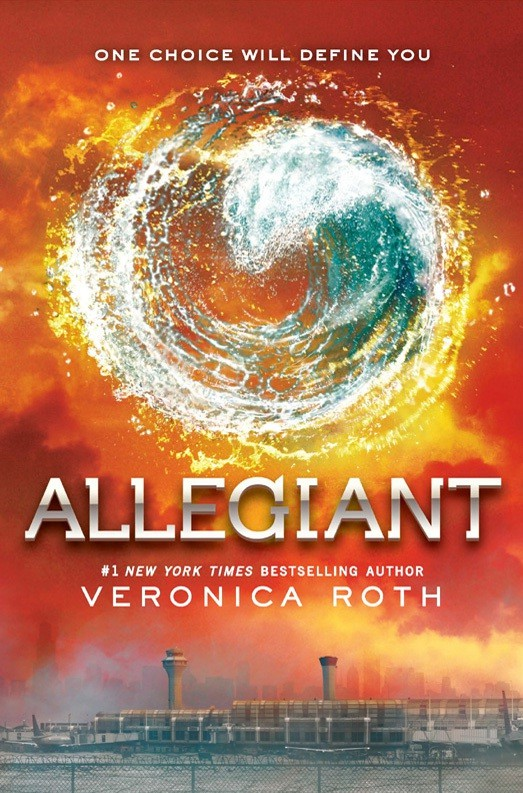 ONE CHOICE WILL DEFINE YOU
ALLEGIANT
#1 NEW YORK TIMES BESTSELLING AUTHOR
VERONICA ROTH